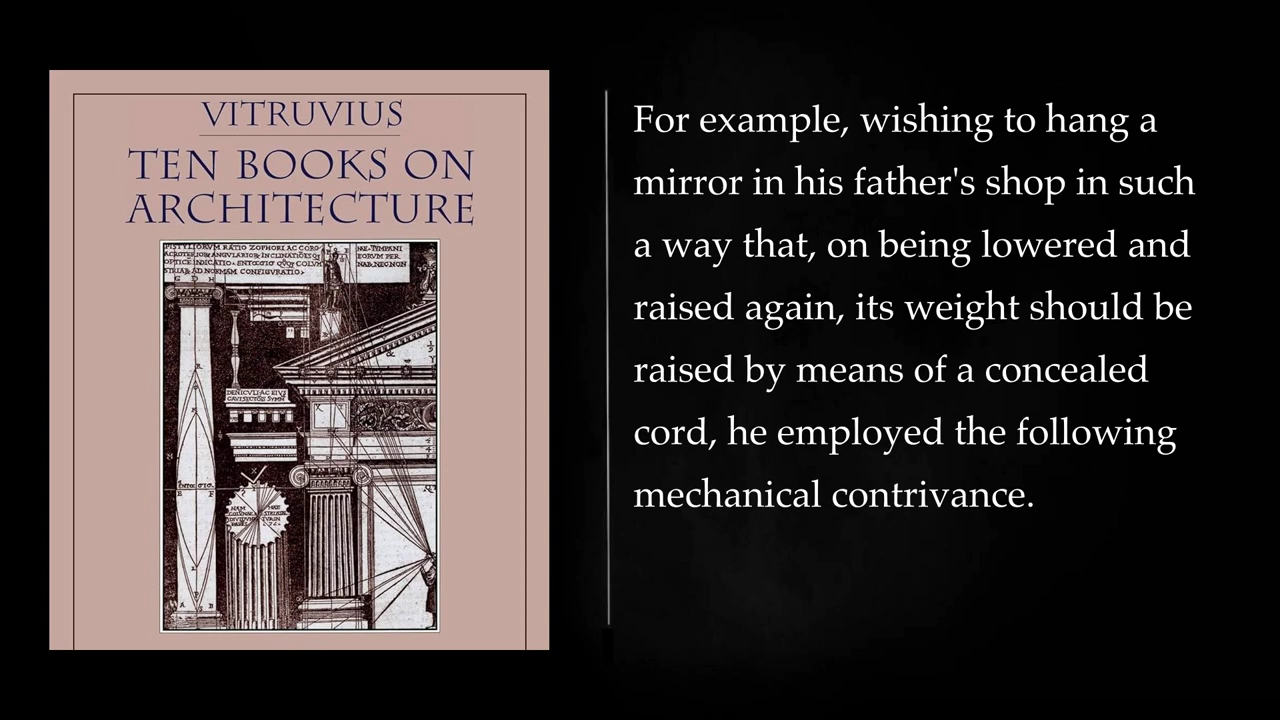 VITRUVIUS
TEN BOOKS ON
ARCHITECTURE
For example, wishing to hang a
mirror in his father's shop in such
a way that, on being lowered and
raised again, its weight should be
raised by means of a concealed
cord, he employed the following
mechanical contrivance.